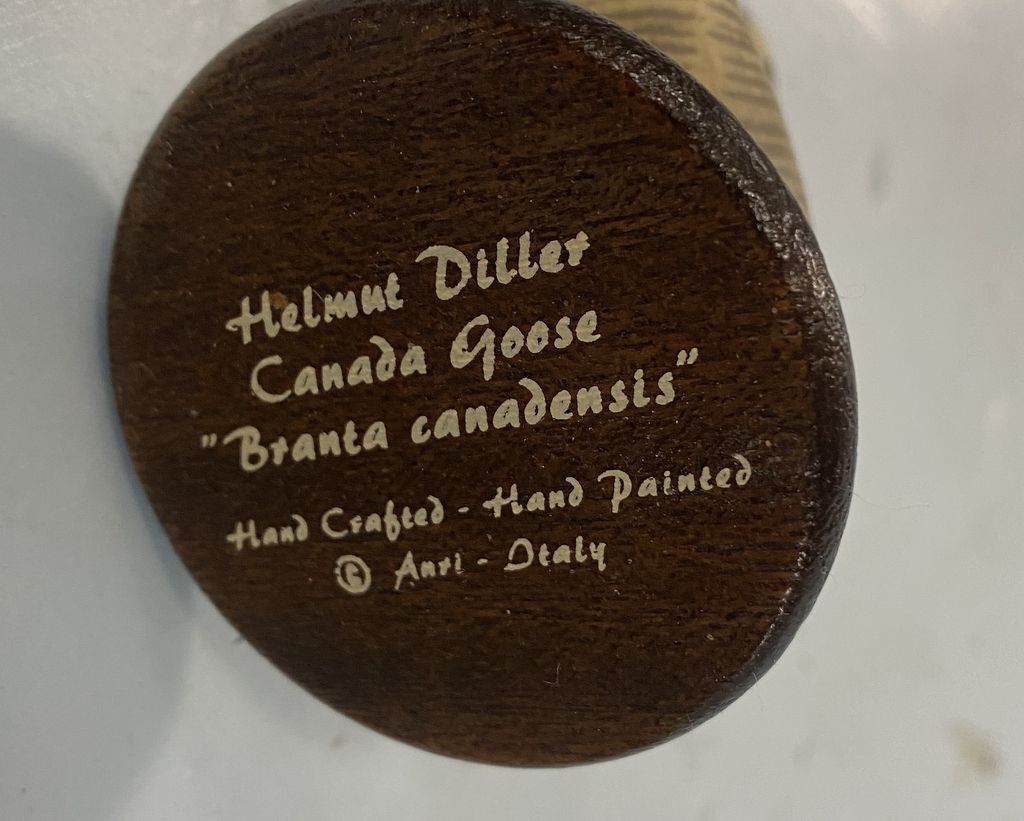 Helmut Diller
Canada Goose
"Branta canadensis"
Hand Crafted - Hand Painted
© Anri - Italy